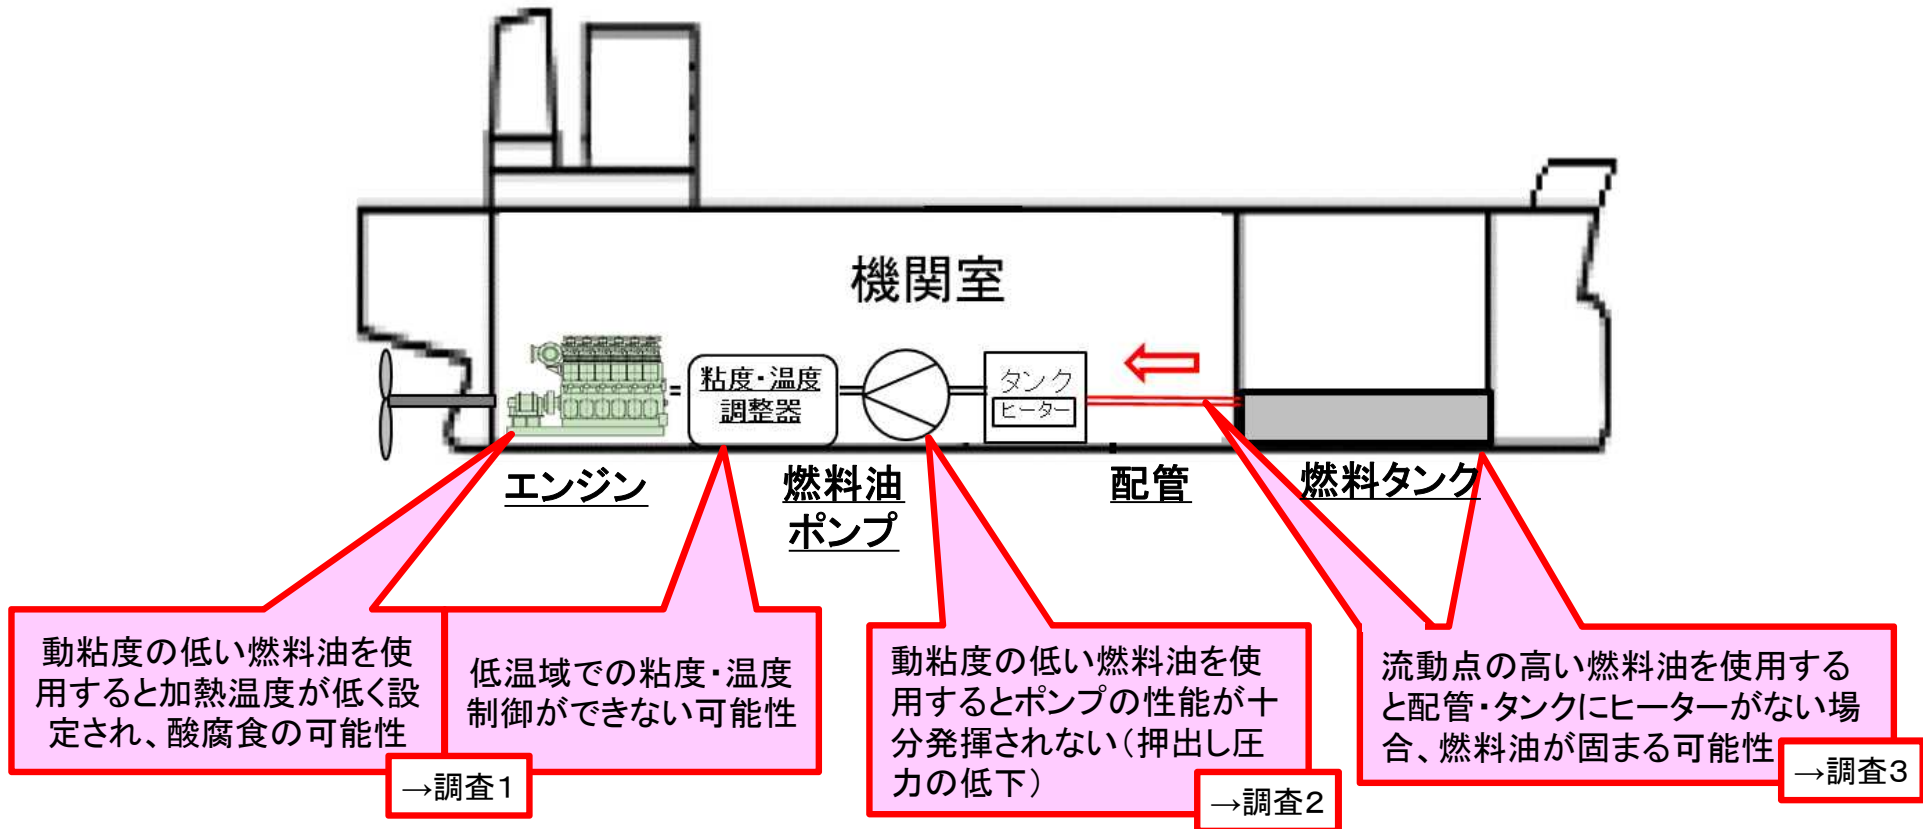 機関室
粘度・温度
調整器
タンク
ヒーター
エンジン
燃料油
ポンプ
配管
燃料タンク
動粘度の低い燃料油を使
用すると加熱温度が低く設
定され、酸腐食の可能性
低温域での粘度・温度
制御ができない可能性
→調査1
動粘度の低い燃料油を使
用するとポンプの性能が十
分発揮されない（押出し圧
力の低下）
→調査2
流動点の高い燃料油を使用する
と配管・タンクにヒーターがない場
合、燃料油が固まる可能性
→調査3